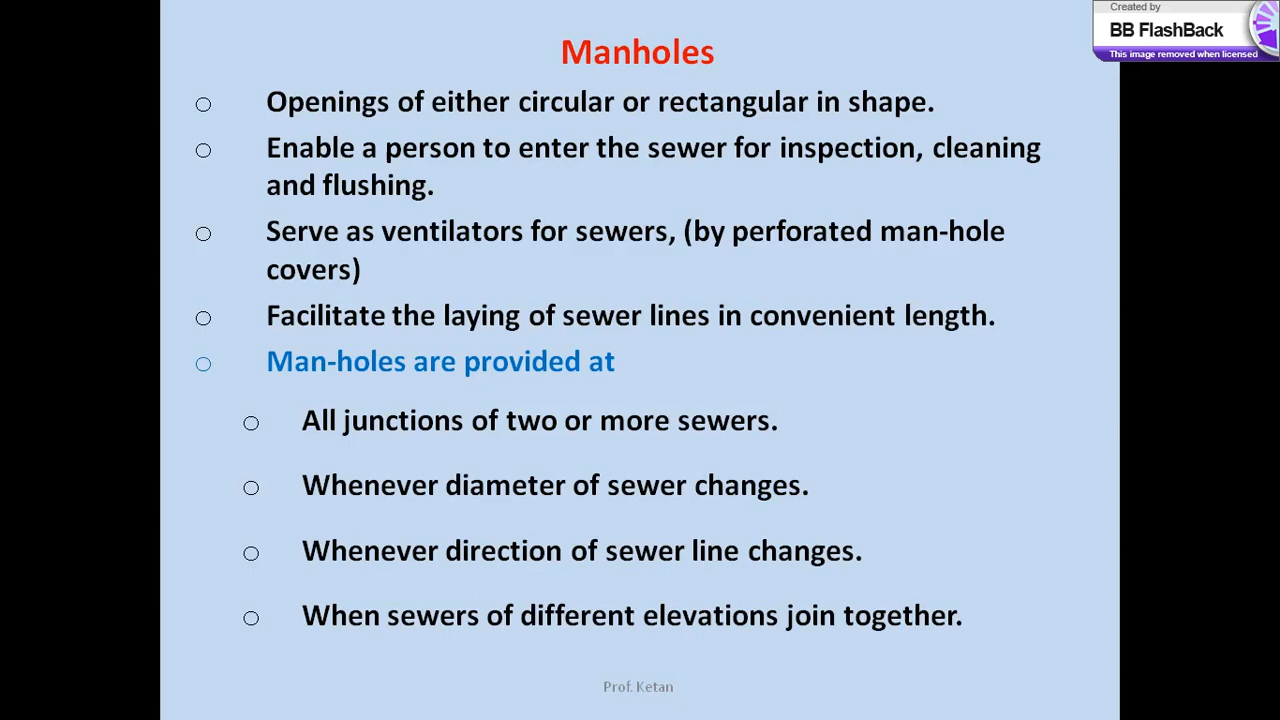 Created by
BB FlashBack
This image removed when licensed
Manholes
Openings of either circular or rectangular in shape.
Enable a person to enter the sewer for inspection, cleaning
and flushing.
Serve as ventilators for sewers, (by perforated man-hole
covers)
Facilitate the laying of sewer lines in convenient length.
Man-holes are provided at
All junctions of two or more sewers.
Whenever diameter of sewer changes.
Whenever direction of sewer line changes.
When sewers of different elevations join together.
Prof. Ketan